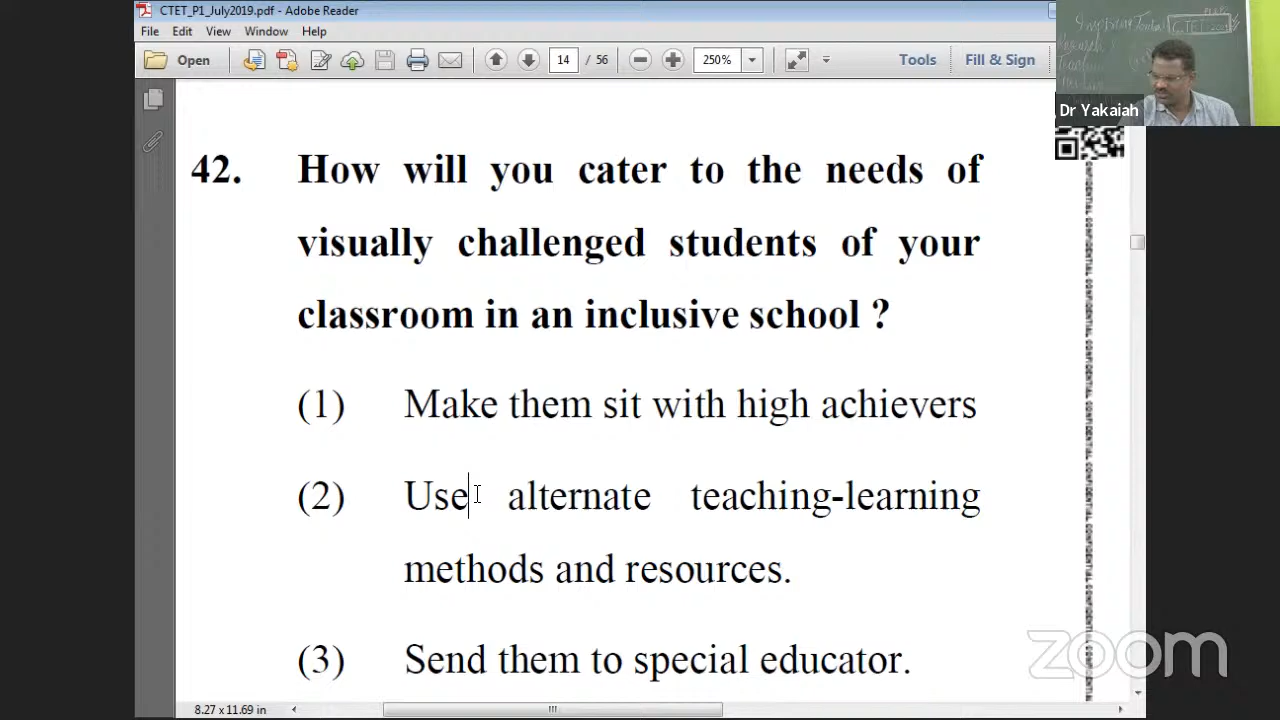 CTET_P1_July2019.pdf - Adobe Reader
File Edit View Window Help
Open 14 / 56 250% Tools Fill & Sign
Dr Yakaiah
42. How will you cater to the needs of
visually challenged students of your
classroom in an inclusive school ?
(1) Make them sit with high achievers
(2) Use alternate teaching-learning
methods and resources.
(3) Send them to special educator.
zoom
8.27 x 11.69 in